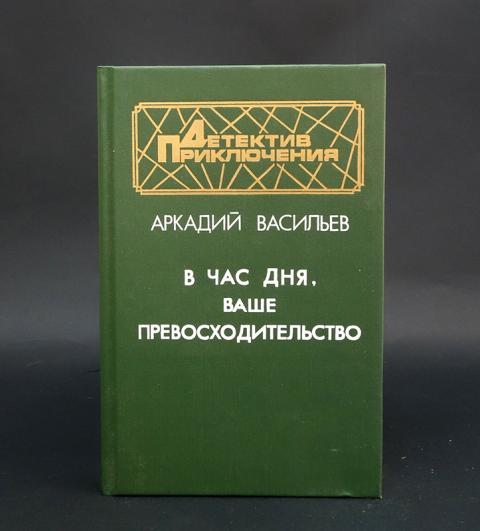 ДЕТЕКТИВ
ПРИКЛЮЧЕНИЯ
АРКАДИЙ ВАСИЛЬЕВ
В ЧАС ДНЯ,
ВАШЕ
ПРЕВОСХОДИТЕЛЬСТВО